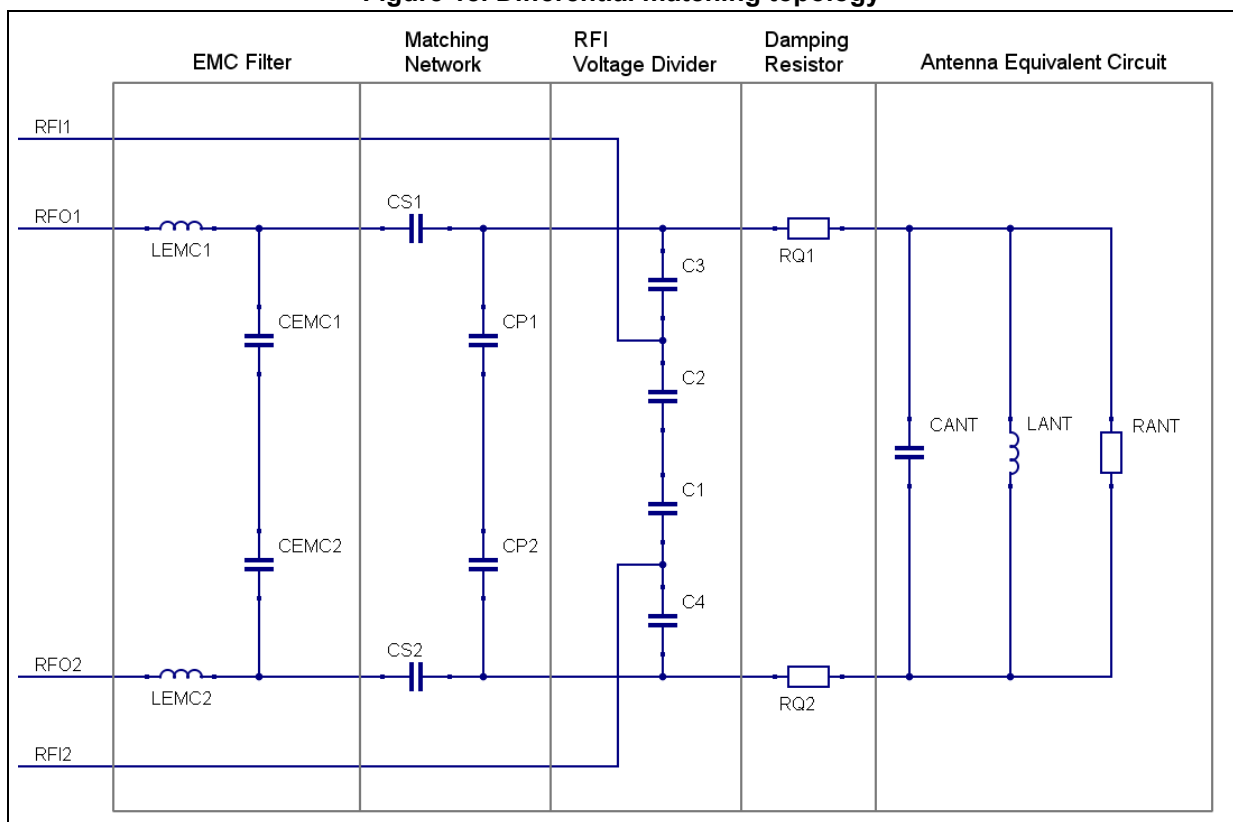 Figure Differential matching topology
EMC Filter
Matching
Network
RFI
Voltage Divider
Damping
Resistor
Antenna Equivalent Circuit
RFI1
RFO1
LEMC1
CS1
CEMC1
CP1
C3
C2
RQ1
CANT
LANT
RANT
C1
CEMC2
CP2
C4
RFO2
LEMC2
CS2
RQ2
RFI2